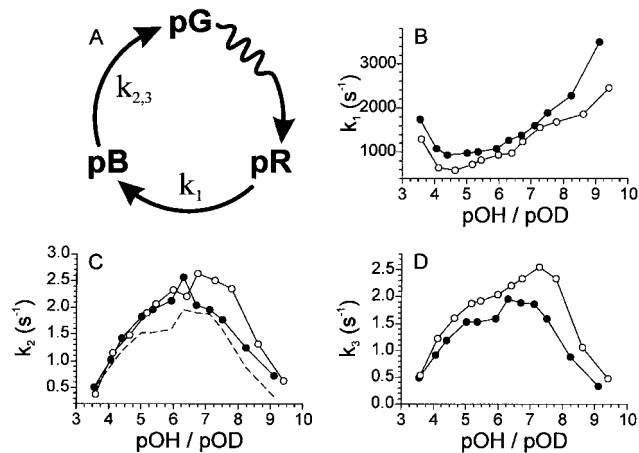 A
pG
k2,3
pB
pR
k1
B
k1 (s-1)
3000
2000
1000
3 4 5 6 7 8 9 10
pOH / pOD
C
k2 (s-1)
3.0
2.5
2.0
1.5
1.0
0.5
3 4 5 6 7 8 9 10
pOH / pOD
D
k3 (s-1)
2.5
2.0
1.5
1.0
0.5
0.0
3 4 5 6 7 8 9 10
pOH / pOD